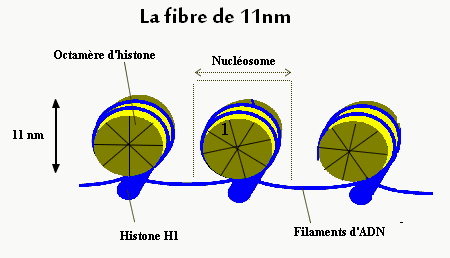 La fibre de 11nm
Octamère d'histone
Nucléosome
11 nm
1
Histone H1
Filaments d'ADN